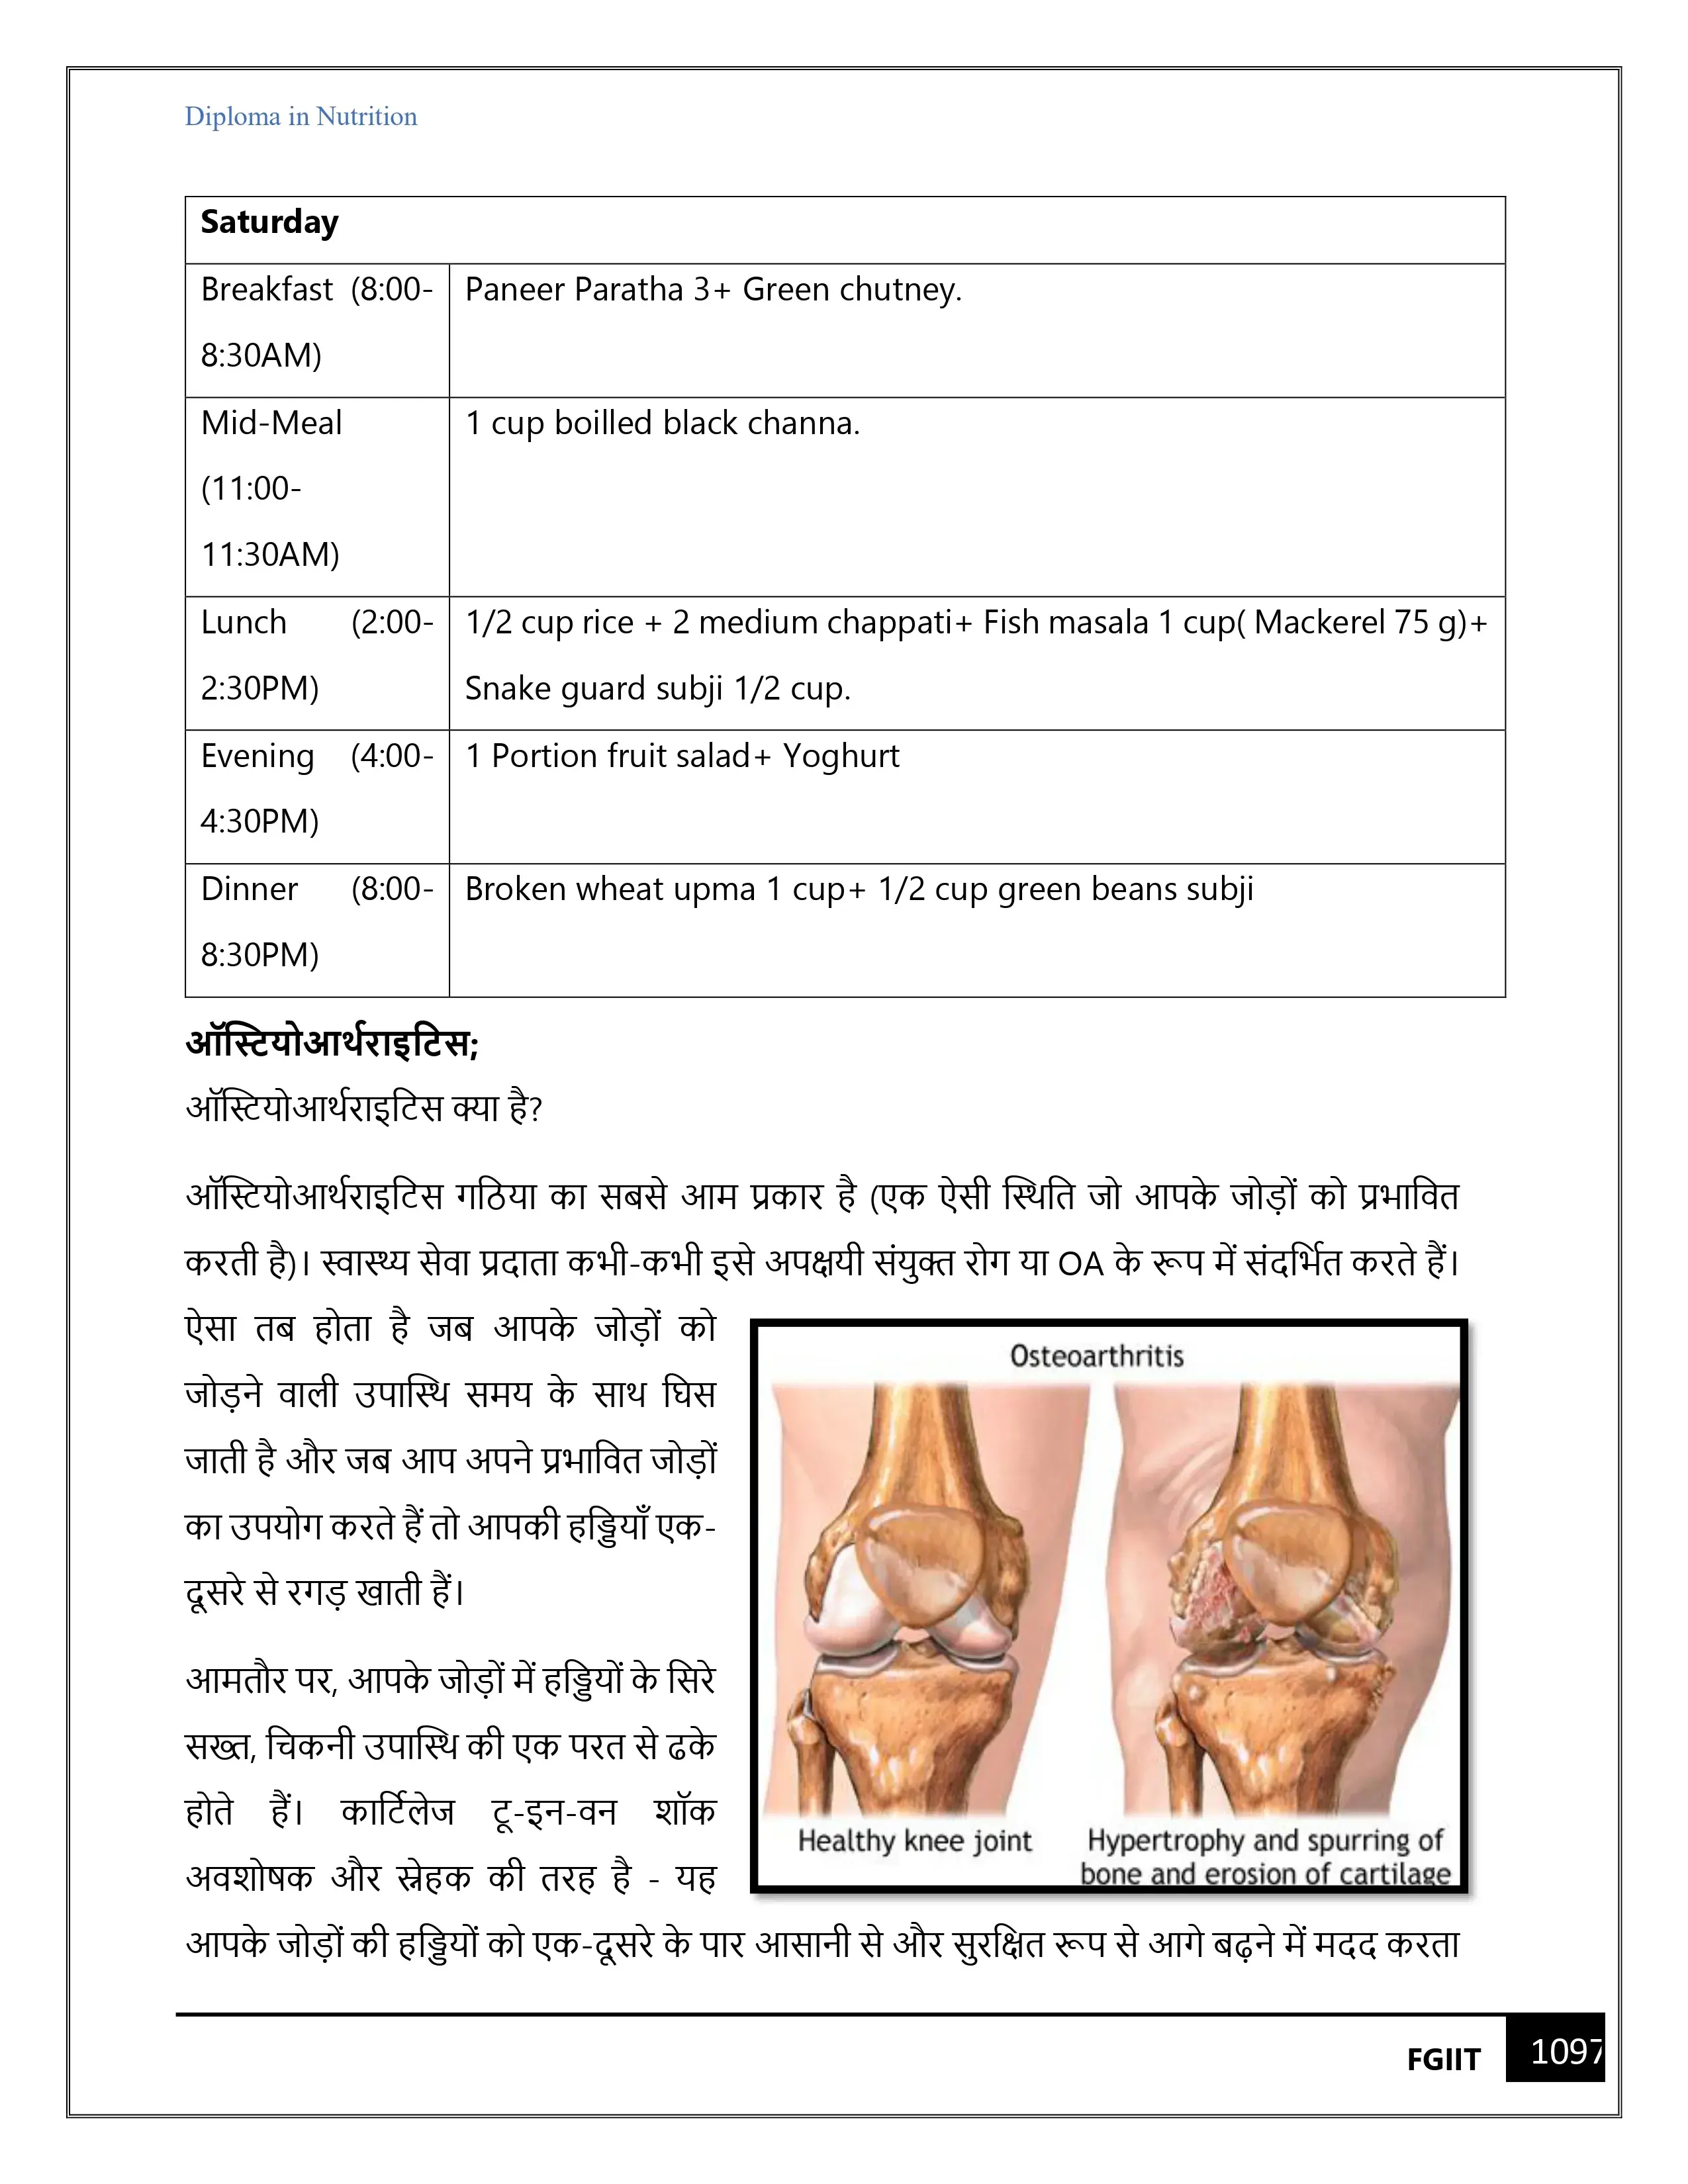 Diploma in Nutrition
Saturday
Breakfast (8:00-
8:30AM)
Paneer Paratha 3+ Green chutney.
Mid-Meal
(11:00-
11:30AM)
1 cup boilled black channa.
Lunch (2:00-
2:30PM)
1/2 cup rice + 2 medium chappati+ Fish masala 1 cup( Mackerel 75 g)+
Snake guard subji 1/2 cup.
Evening (4:00-
4:30PM)
1 Portion fruit salad+ Yoghurt
Dinner (8:00-
8:30PM)
Broken wheat upma 1 cup+ 1/2 cup green beans subji
ऑस्टियोआर्थराइटिस;
ऑस्टियोआर्थराइटिस क्या है?
ऑस्टियोआर्थराइटिस गठिया का सबसे आम प्रकार है (एक ऐसी स्थिति जो आपके जोड़ों को प्रभावित
करती है)। स्वास्थ्य सेवा प्रदाता कभी-कभी इसे अपक्षयी संयुक्त रोग या OA के रूप में संदर्भित करते हैं।
ऐसा तब होता है जब आपके जोड़ों को
जोड़ने वाली उपास्थि समय के साथ घिस
जाती है और जब आप अपने प्रभावित जोड़ों
का उपयोग करते हैं तो आपकी हड्डियाँ एक-
दूसरे से रगड़ खाती हैं।
आमतौर पर, आपके जोड़ों में हड्डियों के सिरे
सख्त, चिकनी उपास्थि की एक परत से ढके
होते हैं। कार्टिलेज टू-इन-वन शॉक
अवशोषक और स्नेहक की तरह है - यह
आपके जोड़ों की हड्डियों को एक-दूसरे के पार आसानी से और सुरक्षित रूप से आगे बढ़ने में मदद करता
Osteoarthritis
Healthy knee joint
Hypertrophy and spurring of
bone and erosion of cartilage
FGIIT
1097